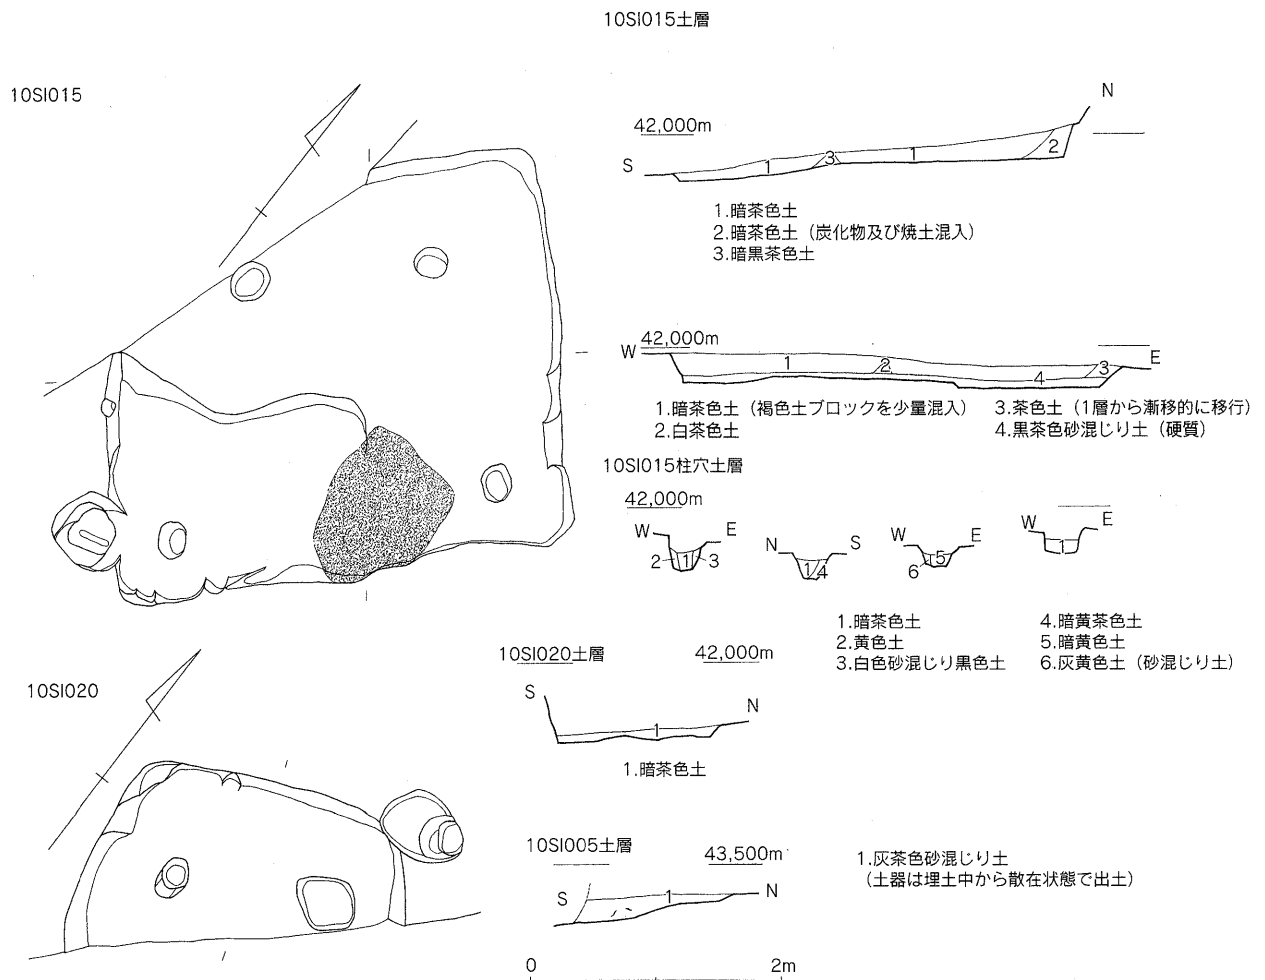 10SI015土層
10SI015
N
42,000m
S
1
3
1
2
1.暗茶色土
2.暗茶色土（炭化物及び焼土混入）
3.暗黒茶色土
42,000m
W
E
1
2
3
4
1.暗茶色土（褐色土ブロックを少量混入）
2.白茶色土
3.茶色土（1層から漸移的に移行）
4.黒茶色砂混じり土（硬質）
10SI015柱穴土層
42,000m
W
E
2
1
3
N
S
1
4
W
E
5
6
W
E
1
1.暗茶色土
2.黄色土
3.白色砂混じり黒色土
4.暗黄茶色土
5.暗黄色土
6.灰黄色土（砂混じり土）
10SI020土層
42,000m
10SI020
S
N
1
1.暗茶色土
10SI005土層
43,500m
S
1
N
1.灰茶色砂混じり土
（土器は埋土中から散在状態で出土）
0
2m